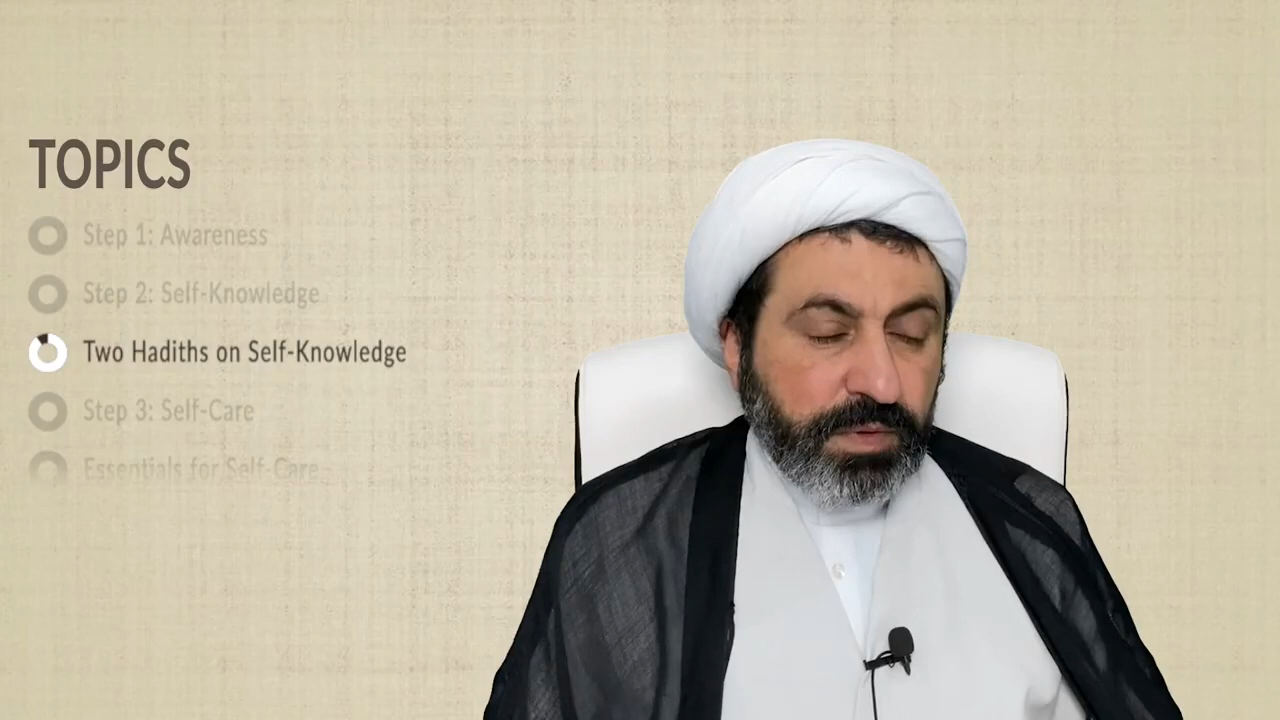 TOPICS
Step 1: Awareness
Step 2: Self-Knowledge
Two Hadiths on Self-Knowledge
Step 3: Self-Care
Essentials for Self-Care